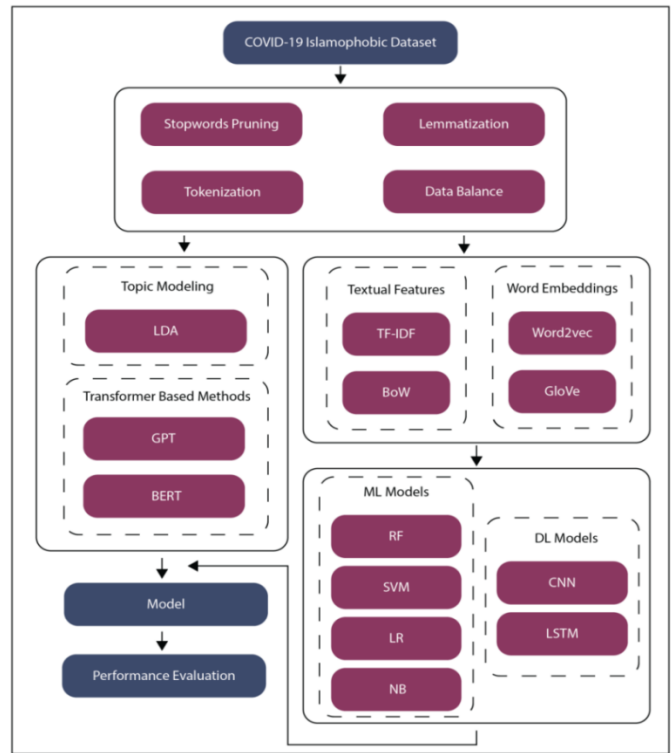 COVID-19 Islamophobic Dataset
Stopwords Pruning
Lemmatization
Tokenization
Data Balance
Topic Modeling
LDA
Transformer Based Methods
GPT
BERT
Textual Features
TF-IDF
BoW
Word Embeddings
Word2vec
GloVe
ML Models
RF
SVM
LR
NB
DL Models
CNN
LSTM
Model
Performance Evaluation